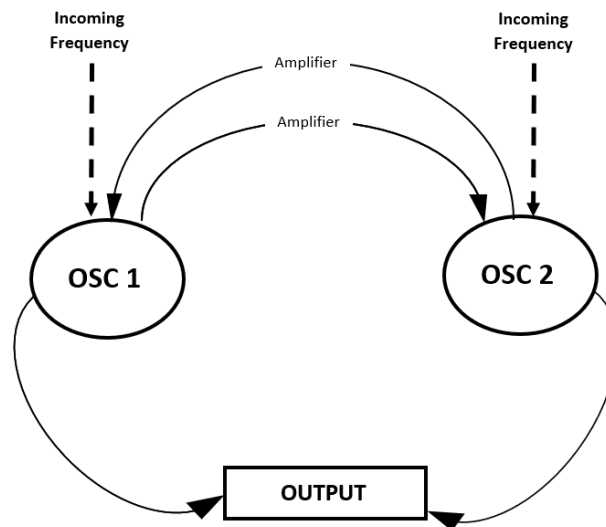 Incoming
Frequency
Incoming
Frequency
Amplifier
Amplifier
OSC 1
OSC 2
OUTPUT